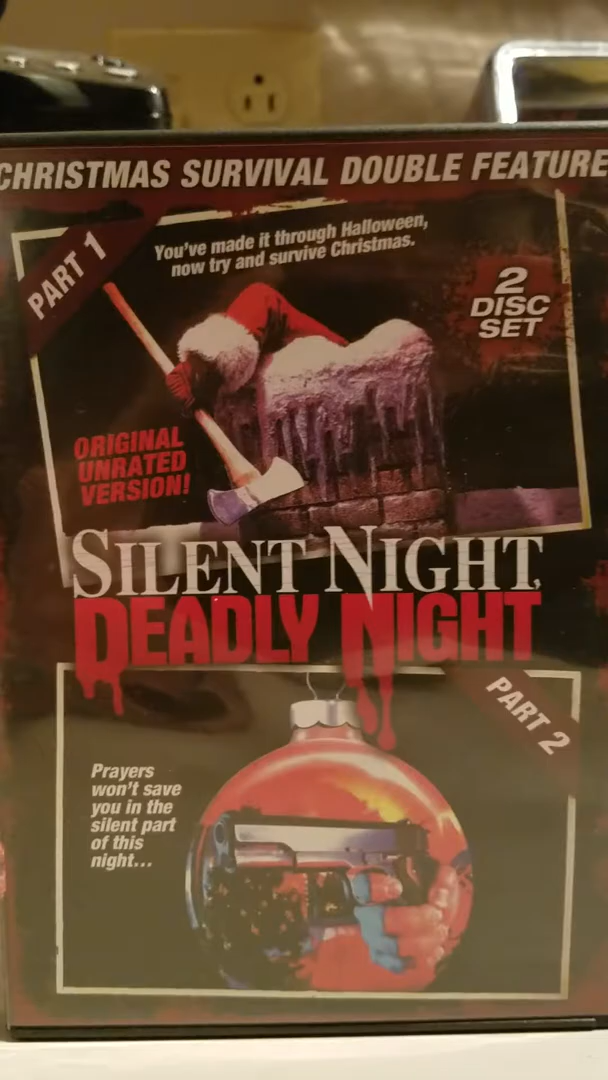 CHRISTMAS SURVIVAL DOUBLE FEATURE
PART 1
You've made it through Halloween,
now try and survive Christmas.
2
DISC
SET
ORIGINAL
UNRATED
VERSION!
SILENT NIGHT,
DEADLY NIGHT
PART 2
Prayers
won't save
you in the
silent part
of this
night...